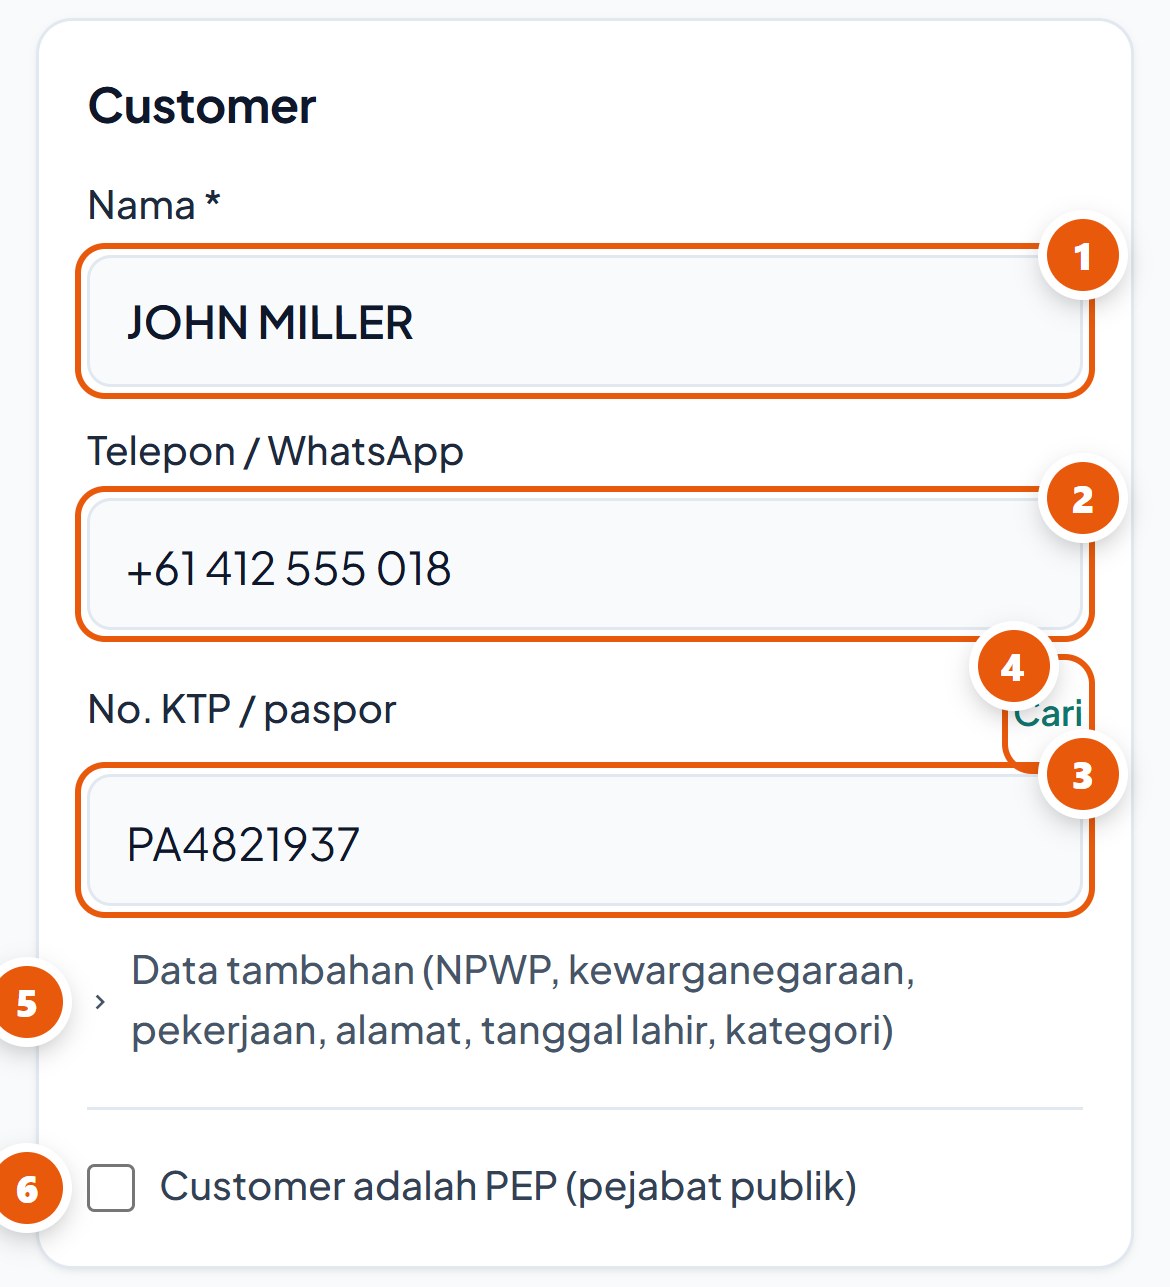 Customer
Nama *
1
JOHN MILLER
Telepon / WhatsApp
2
+61 412 555 018
4
No. KTP / paspor
Cari
3
PA4821937
5
Data tambahan (NPWP, kewarganegaraan,
pekerjaan, alamat, tanggal lahir, kategori)
6
Customer adalah PEP (pejabat publik)